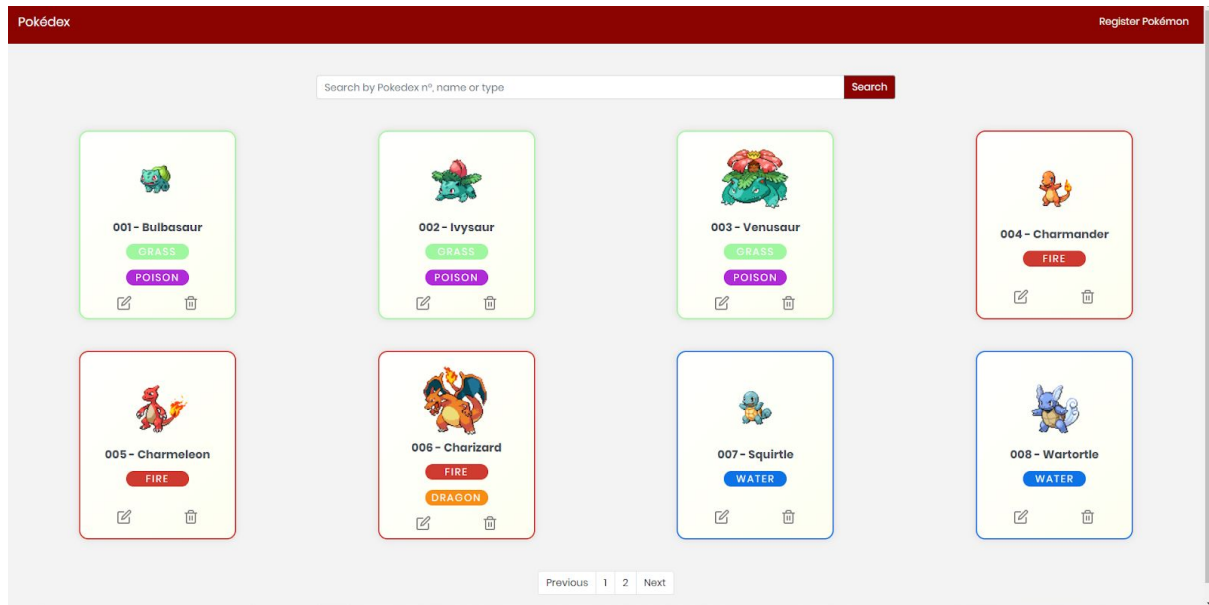 Pokédex
Register Pokémon
Search by Pokedex nº, name or type
Search
001 - Bulbasaur
GRASS
POISON
002 - Ivysaur
GRASS
POISON
003 - Venusaur
GRASS
POISON
004 - Charmander
FIRE
005 - Charmeleon
FIRE
006 - Charizard
FIRE
DRAGON
007 - Squirtle
WATER
008 - Wartortle
WATER
Previous 1 2 Next